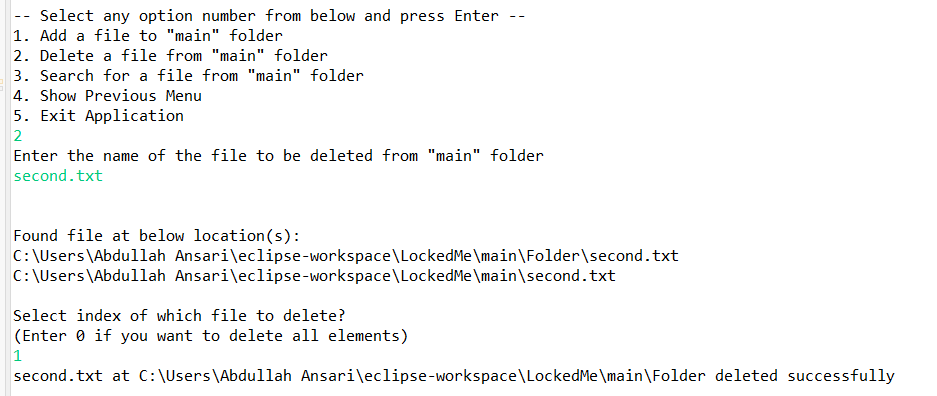 -- Select any option number from below and press Enter --
1. Add a file to "main" folder
2. Delete a file from "main" folder
3. Search for a file from "main" folder
4. Show Previous Menu
5. Exit Application
2
Enter the name of the file to be deleted from "main" folder
second.txt
Found file at below location(s):
C:\Users\Abdullah Ansari\eclipse-workspace\LockedMe\main\Folder\second.txt
C:\Users\Abdullah Ansari\eclipse-workspace\LockedMe\main\second.txt
Select index of which file to delete?
(Enter 0 if you want to delete all elements)
1
second.txt at C:\Users\Abdullah Ansari\eclipse-workspace\LockedMe\main\Folder deleted successfully